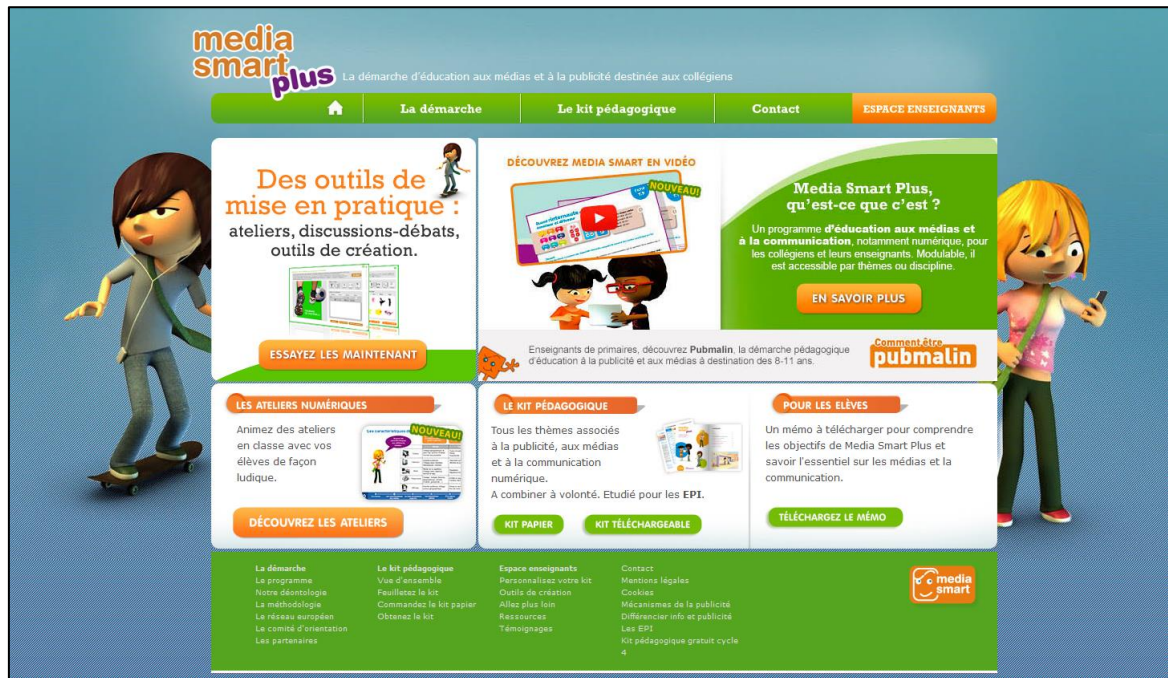 media
smart
plus
La démarche d'éducation aux médias et à la publicité destinée aux collégiens
La démarche
Le kit pédagogique
Contact
ESPACE ENSEIGNANTS
Des outils de
mise en pratique :
ateliers, discussions-débats,
outils de création.
ESSAYEZ LES MAINTENANT
DÉCOUVREZ MEDIA SMART EN VIDÉO
NOUVEAU!
Media Smart Plus,
qu'est-ce que c'est ?
Un programme d'éducation aux médias et
à la communication, notamment numérique, pour
les collégiens et leurs enseignants. Modulable, il
est accessible par thèmes ou discipline.
EN SAVOIR PLUS
Enseignants de primaires, découvrez Pubmalin, la démarche pédagogique
d'éducation à la publicité et aux médias à destination des 8-11 ans.
Comment être
pubmalin
LES ATELIERS NUMÉRIQUES
Animez des ateliers
en classe avec vos
élèves de façon
ludique.
NOUVEAU!
DÉCOUVREZ LES ATELIERS
LE KIT PÉDAGOGIQUE
Tous les thèmes associés
à la publicité, aux médias
et à la communication
numérique.
A combiner à volonté. Etudié pour les EPI.
KIT PAPIER
KIT TÉLÉCHARGEABLE
POUR LES ELÈVES
Un mémo à télécharger pour comprendre
les objectifs de Media Smart Plus et
savoir l'essentiel sur les médias et la
communication.
TÉLÉCHARGEZ LE MÉMO
La démarche
Le programme
Notre déontologie
La méthodologie
Le réseau européen
Le comité d'orientation
Les partenaires
Le kit pédagogique
Vue d'ensemble
Feuilletez le kit
Commandez le kit papier
Obtenez le kit
Espace enseignants
Personnalisez votre kit
Outils de création
Allez plus loin
Ressources
Témoignages
Contact
Mentions légales
Cookies
Mécanismes de la publicité
Différencier info et publicité
Les EPI
Kit pédagogique gratuit cycle
4
media
smart